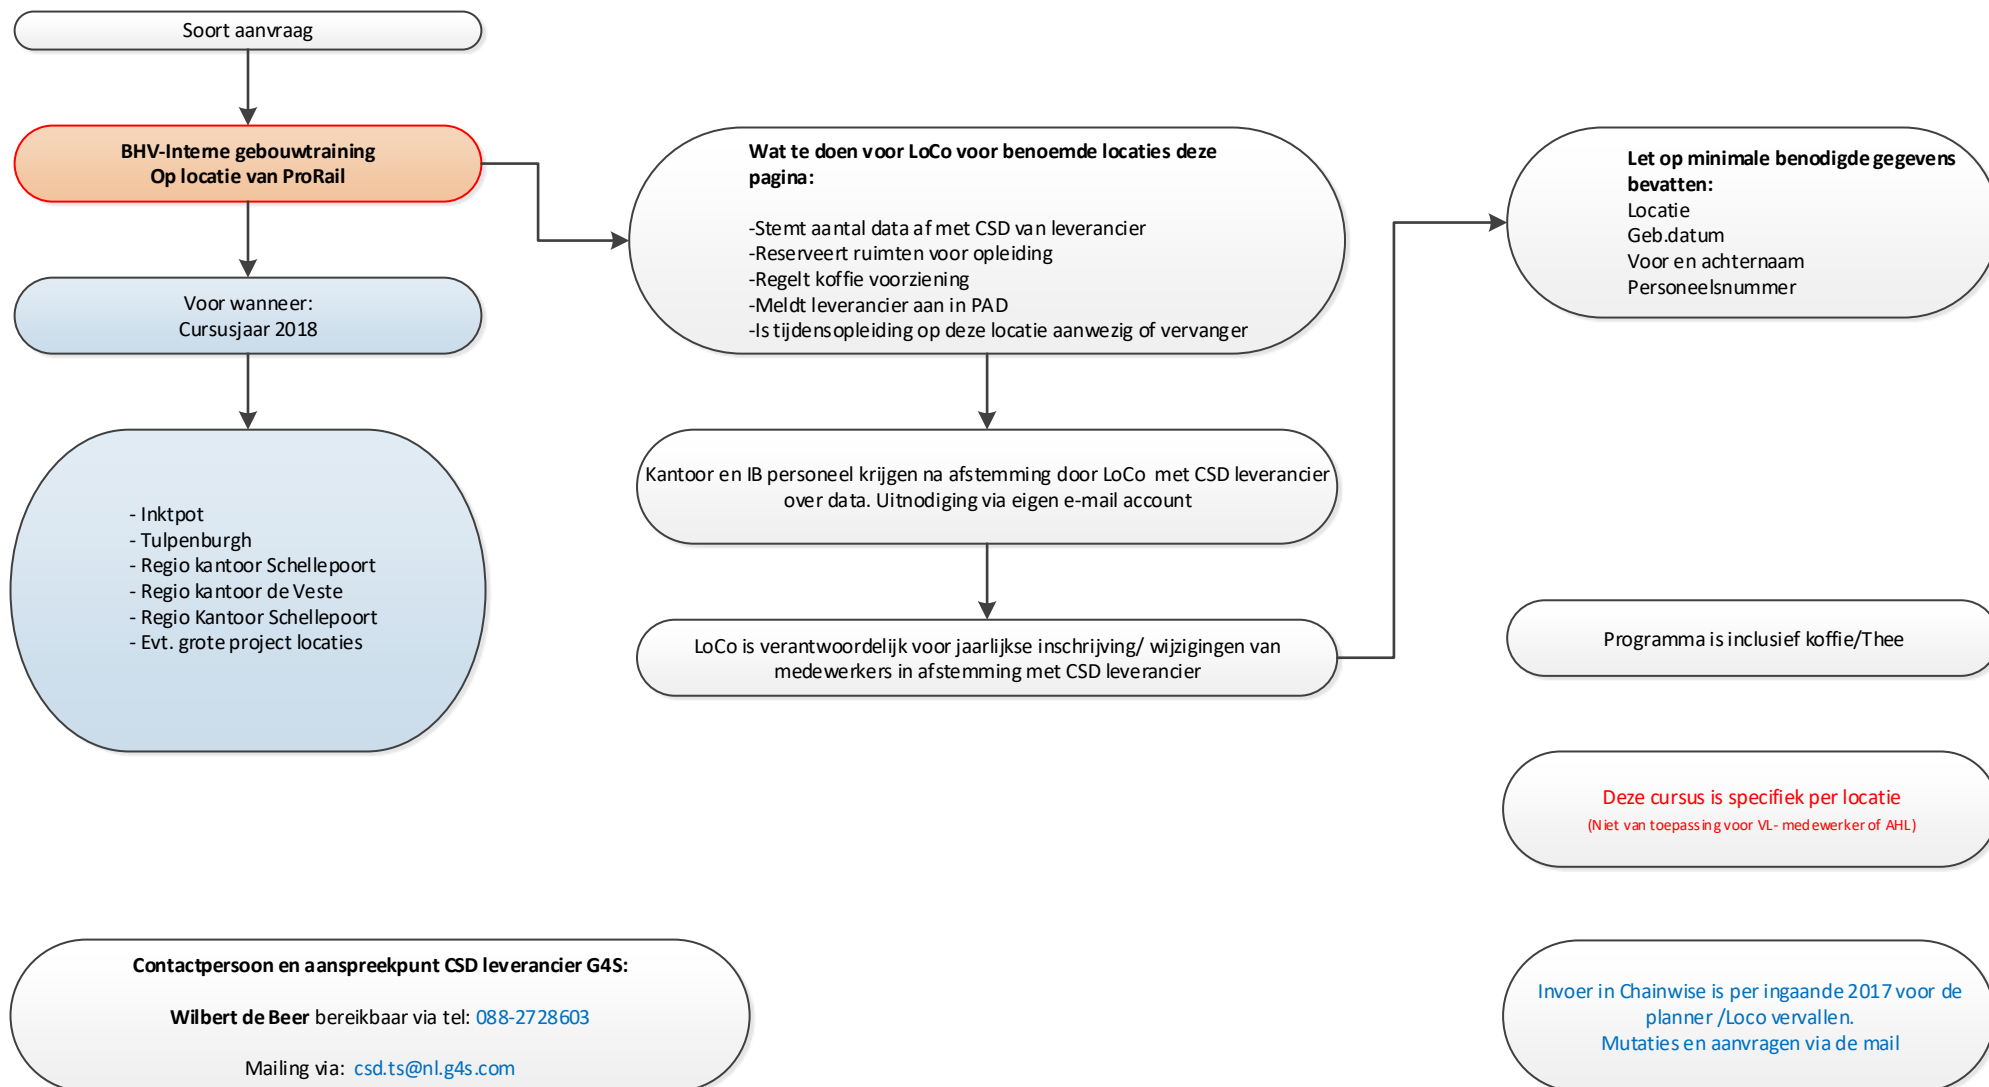 Soort aanvraag
BHV-Interne gebouwtraining
Op locatie van ProRail
Voor wanneer:
Cursusjaar 2018
- Inktpot
- Tulpenburgh
- Regio kantoor Schellepoort
- Regio kantoor de Veste
- Regio Kantoor Schellepoort
- Evt. grote project locaties
Wat te doen voor LoCo voor benoemde locaties deze
pagina:
-Stemt aantal data af met CSD van leverancier
-Reserveert ruimten voor opleiding
-Regelt koffie voorziening
-Meldt leverancier aan in PAD
-Is tijdensopleiding op deze locatie aanwezig of vervanger
Kantoor en IB personeel krijgen na afstemming door LoCo met CSD leverancier
over data. Uitnodiging via eigen e-mail account
LoCo is verantwoordelijk voor jaarlijkse inschrijving/ wijzigingen van
medewerkers in afstemming met CSD leverancier
Let op minimale benodigde gegevens
bevatten:
Locatie
Geb.datum
Voor en achternaam
Personeelsnummer
Programma is inclusief koffie/Thee
Deze cursus is specifiek per locatie
(Niet van toepassing voor VL- medewerker of AHL)
Contactpersoon en aanspreekpunt CSD leverancier G4S:
Wilbert de Beer bereikbaar via tel: 088-2728603
Mailing via: csd.ts@nl.g4s.com
Invoer in Chainwise is per ingaande 2017 voor de
planner /Loco vervallen.
Mutaties en aanvragen via de mail